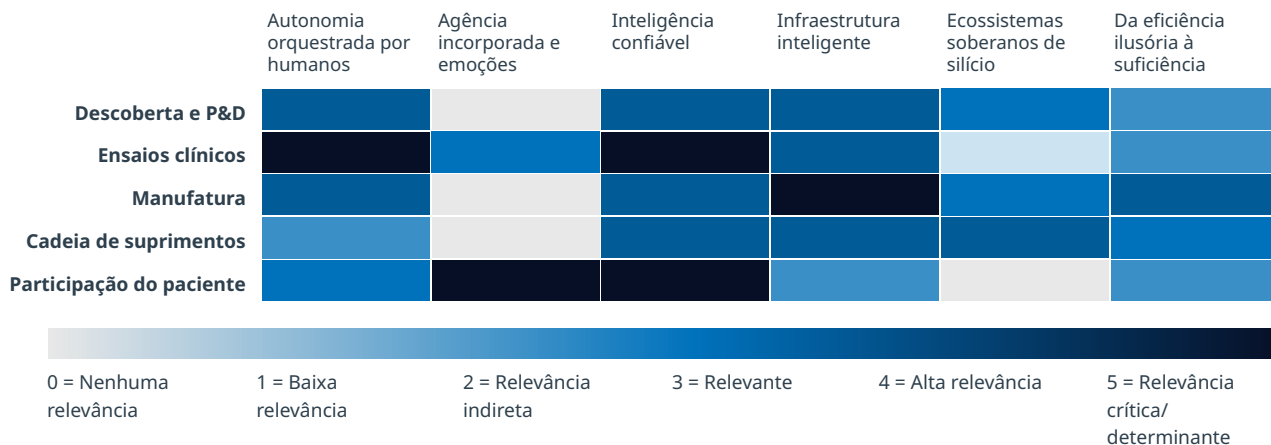 Autonomia
orquestrada por
humanos
Agência
incorporada e
emoções
Inteligência
confiável
Infraestrutura
inteligente
Ecossistemas
soberanos de
silício
Da eficiência
ilusória à
suficiência
Descoberta e P&D
Ensaios clínicos
Manufatura
Cadeia de suprimentos
Participação do paciente
0 = Nenhuma
relevância
1 = Baixa
relevância
2 = Relevância
indireta
3 = Relevante
4 = Alta relevância
5 = Relevância
crítica/
determinante